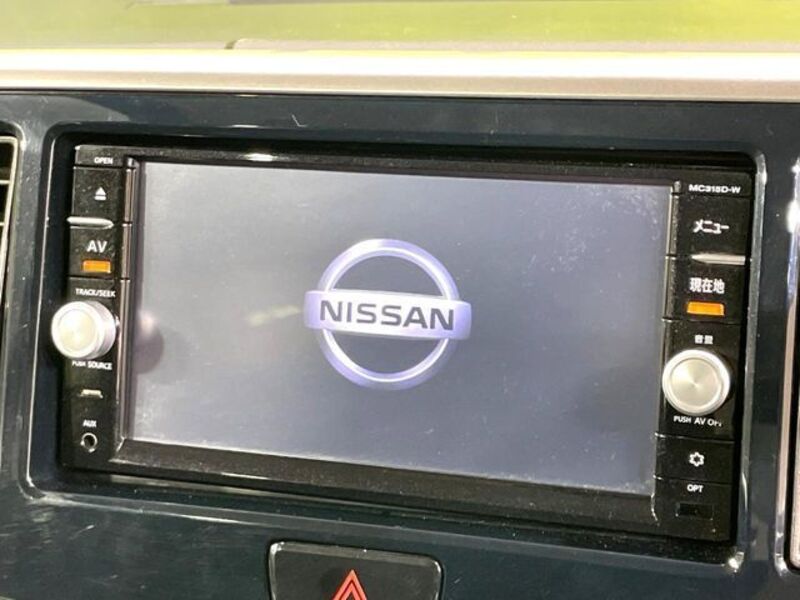 OPEN
AV
TRACK/SEEK
PUSH SOURCE
AUX
NISSAN
MC315D-W
メニュー
現在地
音量
PUSH AV OFF
OPT